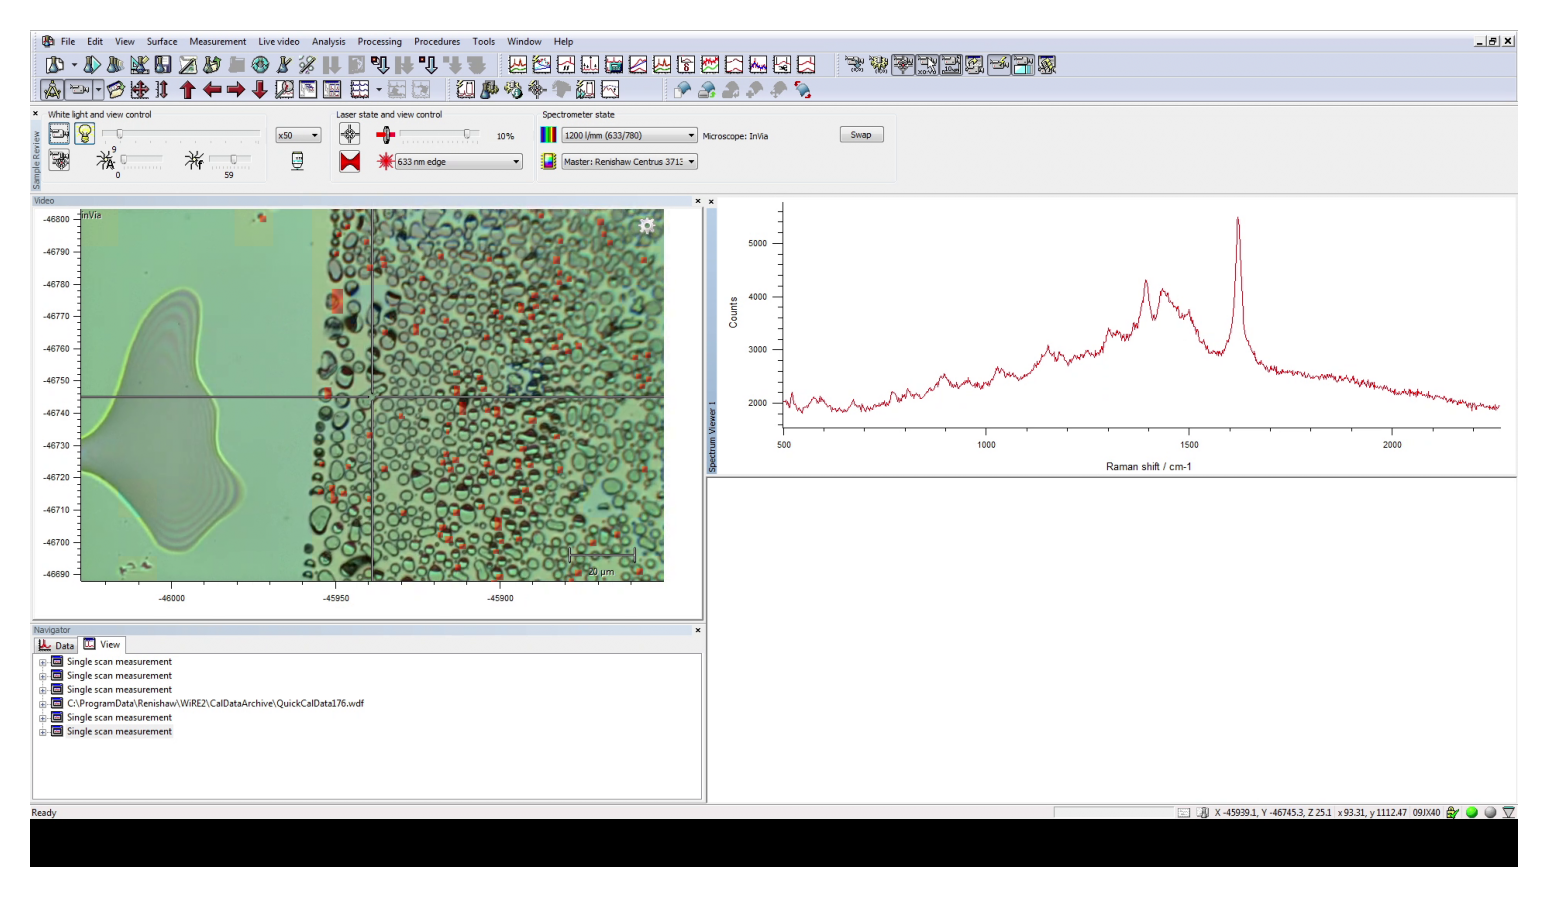 File Edit View Surface Measurement Live video Analysis Processing Procedures Tools Window Help
White light and view control
Laser state and view control
Spectrometer state
Sample Review
x50
10%
1200 l/mm (633/780)
Microscope: InVia
Swap
9
0
59
633 nm edge
Master: Renishaw Centrus 3713
Video
inVia
-46800
-46790
-46780
-46770
-46760
-46750
-46740
-46730
-46720
-46710
-46700
-46690
20 µm
-46000
-45950
-45900
Spectrum Viewer 1
Counts
5000
4000
3000
2000
500
1000
1500
2000
Raman shift / cm-1
Navigator
Data
View
Single scan measurement
Single scan measurement
Single scan measurement
C:\ProgramData\Renishaw\WiRE2\CalDataArchive\QuickCalData176.wdf
Single scan measurement
Single scan measurement
Ready
X -45939.1, Y -46745.3, Z 25.1 x 93.31, y 1112.47 09JX40